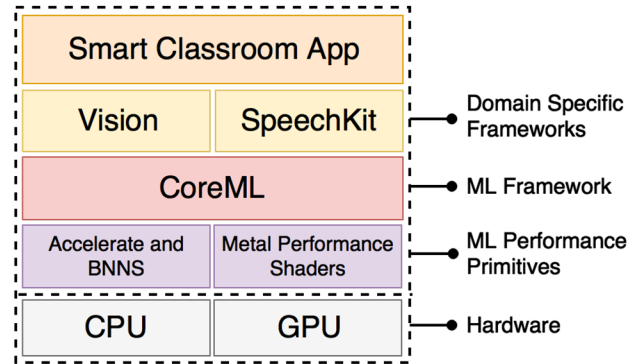 Smart Classroom App
Vision
SpeechKit
Domain Specific
Frameworks
CoreML
ML Framework
Accelerate and
BNNS
Metal Performance
Shaders
ML Performance
Primitives
CPU
GPU
Hardware